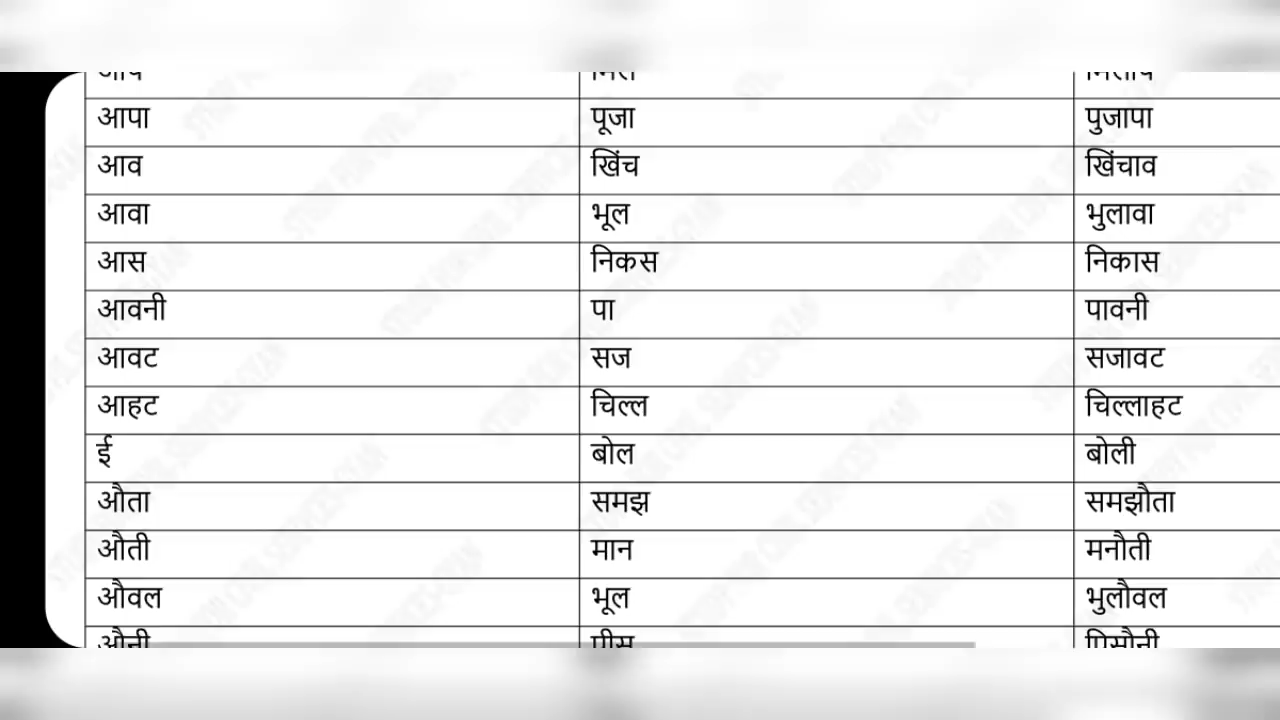 आपा पूजा पुजापा
आव खिंच खिंचाव
आवा भूल भुलावा
आस निकस निकास
आवनी पा पावनी
आवट सज सजावट
आहट चिल्ल चिल्लाहट
ई बोल बोली
औता समझ समझौता
औती मान मनौती
औवल भूल भुलौवल
औनी पीस पिसौनी